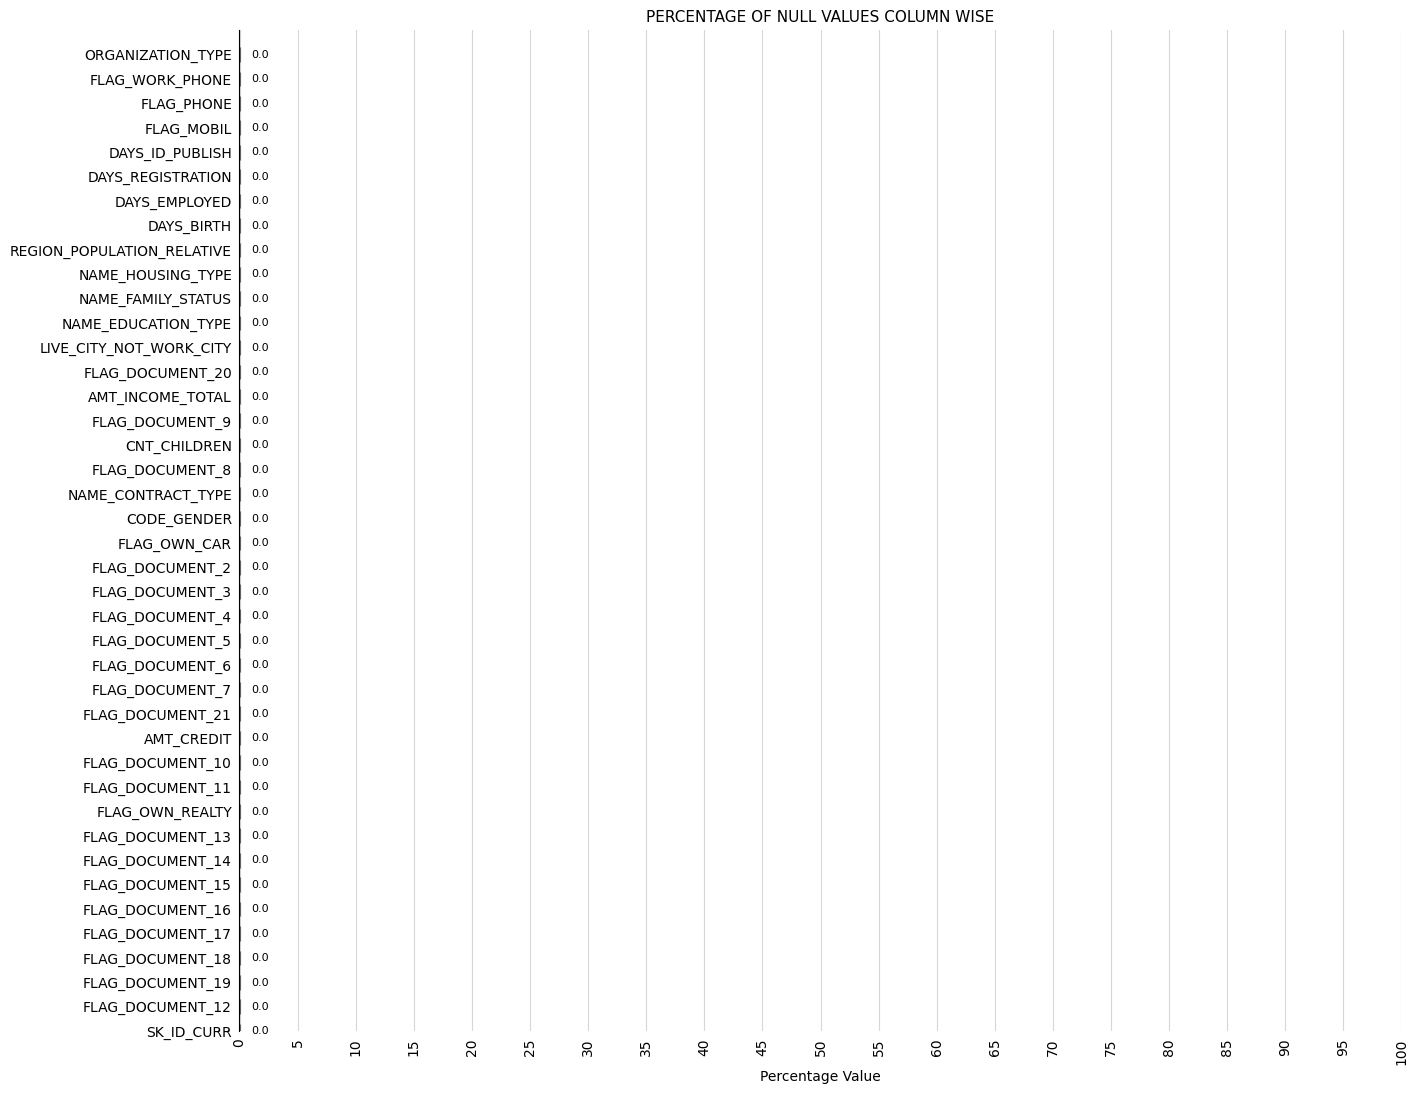 PERCENTAGE OF NULL VALUES COLUMN WISE
ORGANIZATION_TYPE 0.0
FLAG_WORK_PHONE 0.0
FLAG_PHONE 0.0
FLAG_MOBIL 0.0
DAYS_ID_PUBLISH 0.0
DAYS_REGISTRATION 0.0
DAYS_EMPLOYED 0.0
DAYS_BIRTH 0.0
REGION_POPULATION_RELATIVE 0.0
NAME_HOUSING_TYPE 0.0
NAME_FAMILY_STATUS 0.0
NAME_EDUCATION_TYPE 0.0
LIVE_CITY_NOT_WORK_CITY 0.0
FLAG_DOCUMENT_20 0.0
AMT_INCOME_TOTAL 0.0
FLAG_DOCUMENT_9 0.0
CNT_CHILDREN 0.0
FLAG_DOCUMENT_8 0.0
NAME_CONTRACT_TYPE 0.0
CODE_GENDER 0.0
FLAG_OWN_CAR 0.0
FLAG_DOCUMENT_2 0.0
FLAG_DOCUMENT_3 0.0
FLAG_DOCUMENT_4 0.0
FLAG_DOCUMENT_5 0.0
FLAG_DOCUMENT_6 0.0
FLAG_DOCUMENT_7 0.0
FLAG_DOCUMENT_21 0.0
AMT_CREDIT 0.0
FLAG_DOCUMENT_10 0.0
FLAG_DOCUMENT_11 0.0
FLAG_OWN_REALTY 0.0
FLAG_DOCUMENT_13 0.0
FLAG_DOCUMENT_14 0.0
FLAG_DOCUMENT_15 0.0
FLAG_DOCUMENT_16 0.0
FLAG_DOCUMENT_17 0.0
FLAG_DOCUMENT_18 0.0
FLAG_DOCUMENT_19 0.0
FLAG_DOCUMENT_12 0.0
SK_ID_CURR 0.0
0 5 10 15 20 25 30 35 40 45 50 55 60 65 70 75 80 85 90 95 100
Percentage Value